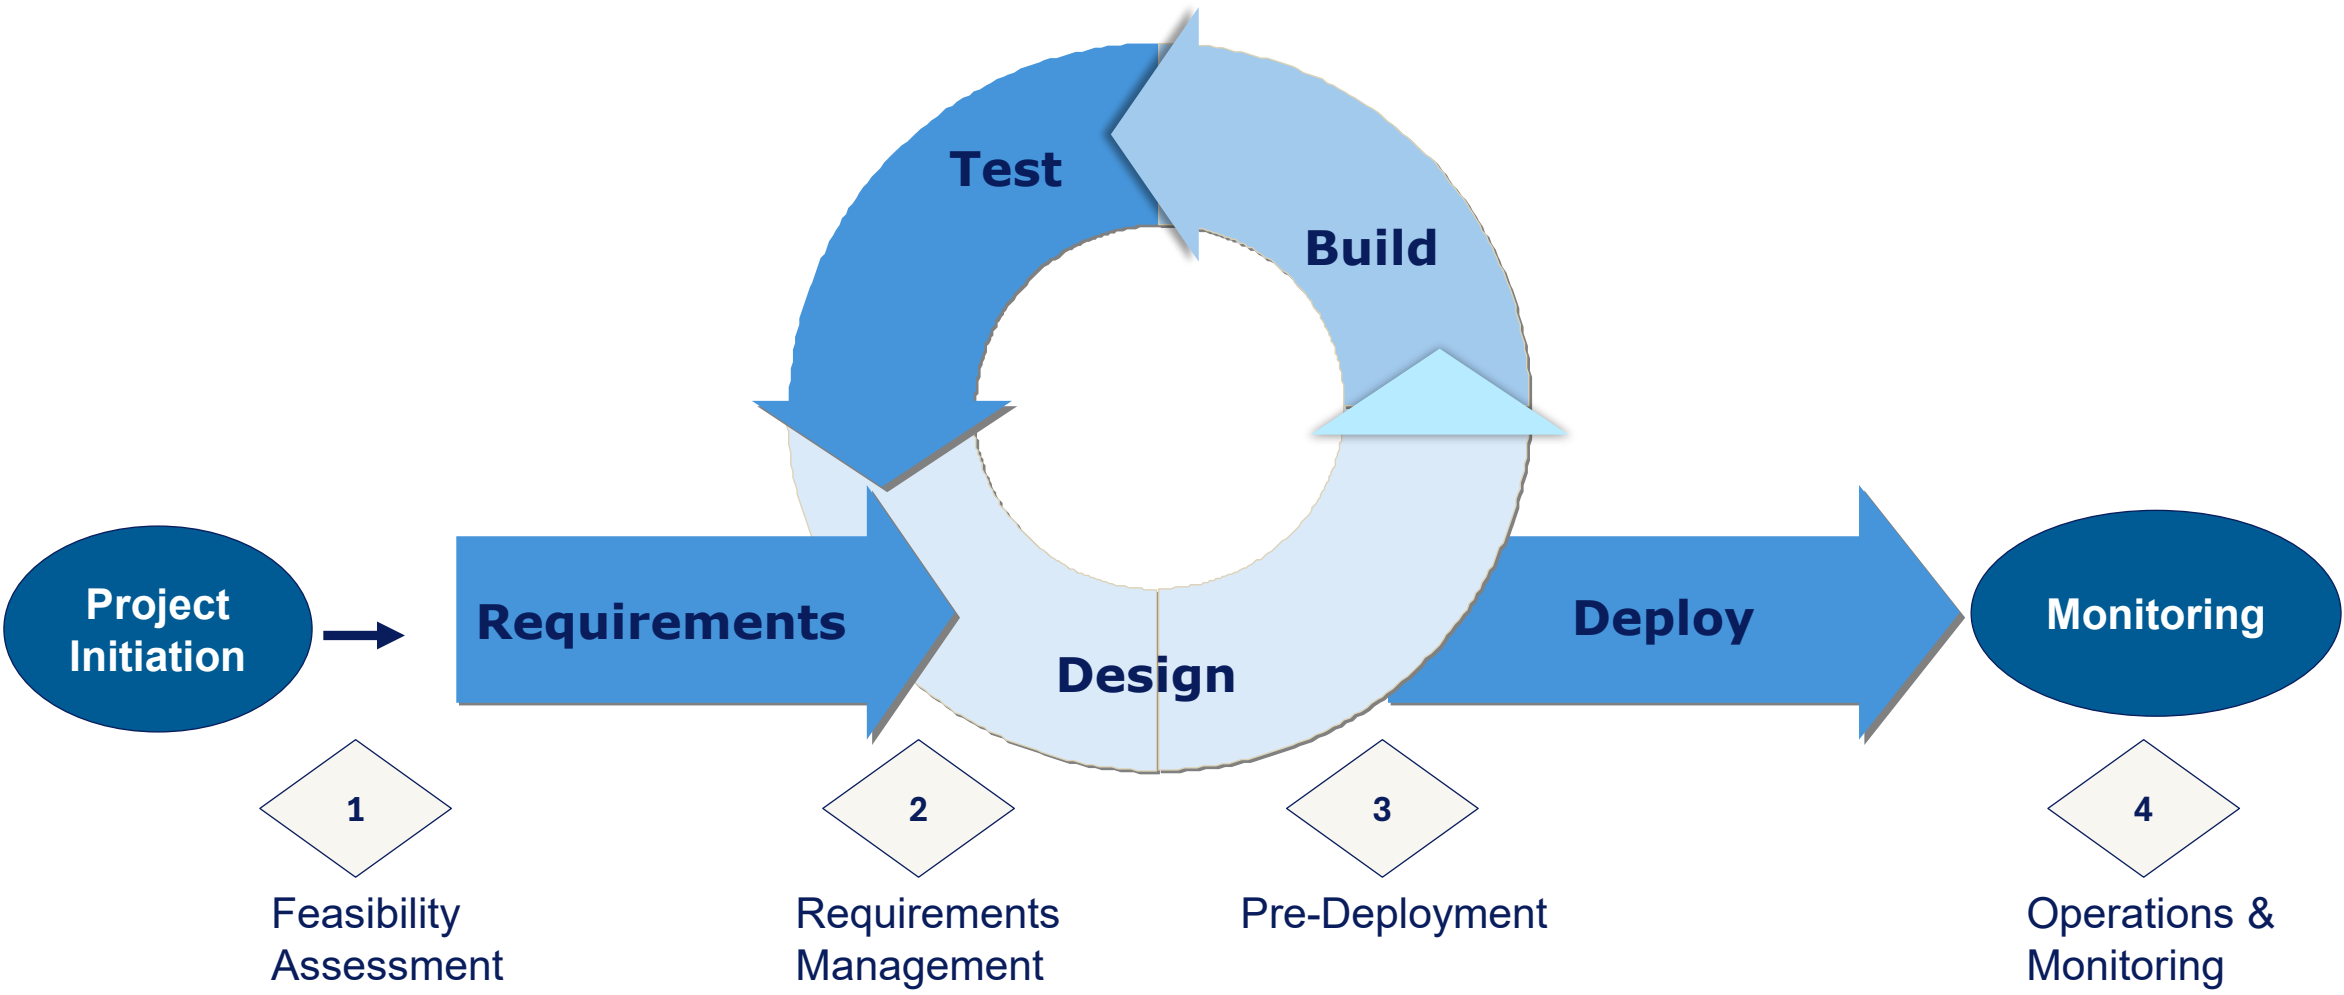 Test
Build
Project
Initiation
Requirements
Design
Deploy
Monitoring
1
2
3
4
Feasibility
Assessment
Requirements
Management
Pre-Deployment
Operations &
Monitoring